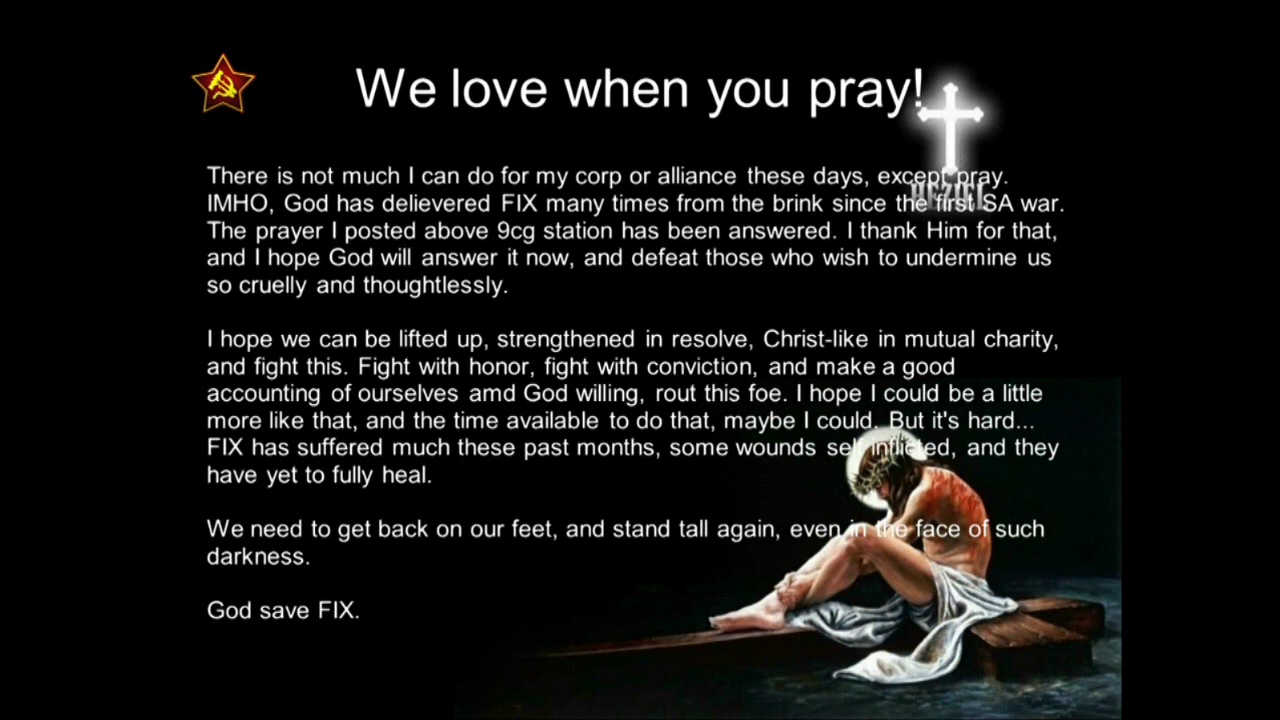 We love when you pray!
There is not much I can do for my corp or alliance these days, except pray.
IMHO, God has delievered FIX many times from the brink since the first SA war.
The prayer I posted above 9cg station has been answered. I thank Him for that,
and I hope God will answer it now, and defeat those who wish to undermine us
so cruelly and thoughtlessly.
I hope we can be lifted up, strengthened in resolve, Christ-like in mutual charity,
and fight this. Fight with honor, fight with conviction, and make a good
accounting of ourselves amd God willing, rout this foe. I hope I could be a little
more like that, and the time available to do that, maybe I could. But it's hard...
FIX has suffered much these past months, some wounds self inflicted, and they
have yet to fully heal.
We need to get back on our feet, and stand tall again, even in the face of such
darkness.
God save FIX.